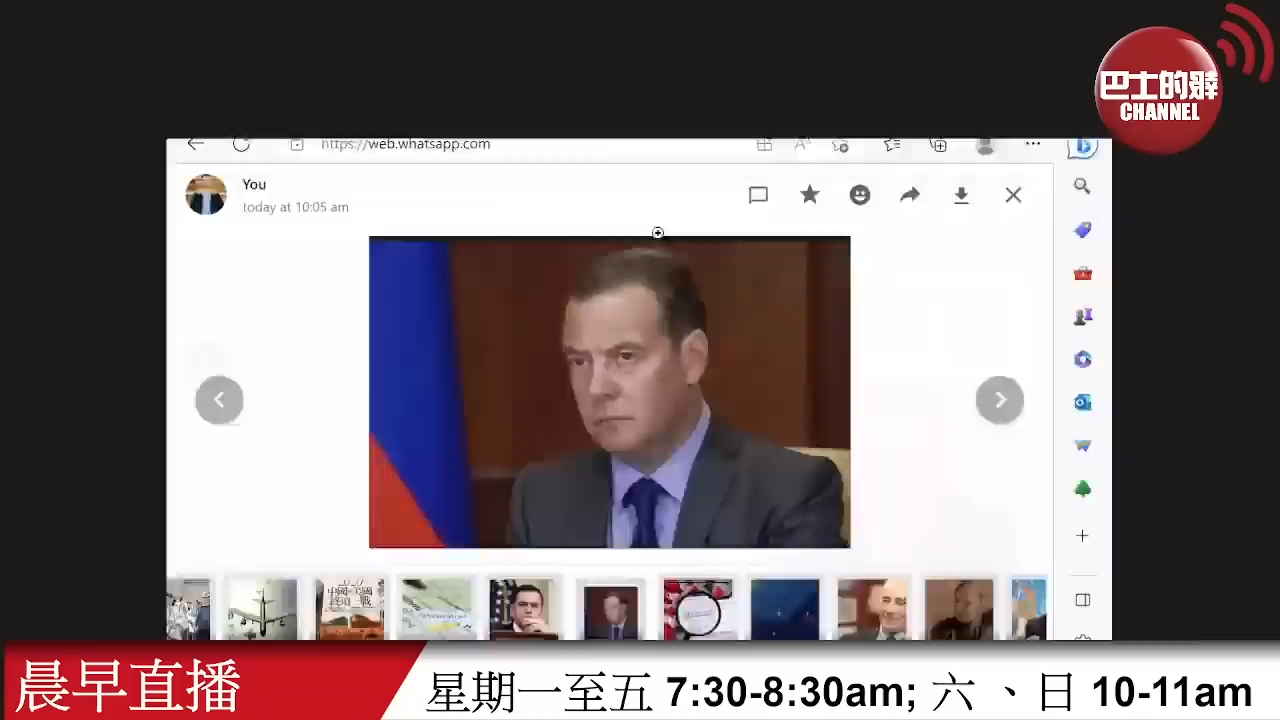 巴士的報
CHANNEL
https://web.whatsapp.com
You
today at 10:05 am
晨早直播
星期一至五 7:30-8:30am; 六、日 10-11am